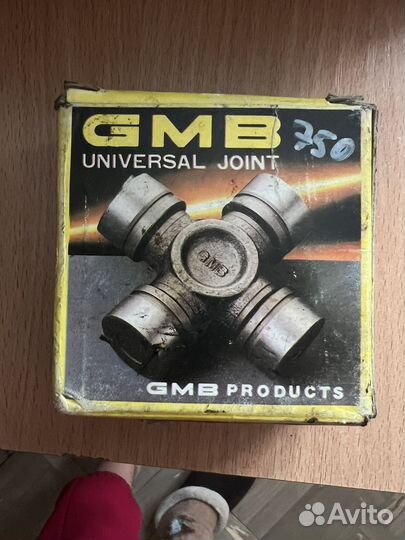 GMB 750
UNIVERSAL JOINT
GMB
GMB PRODUCTS
Avito